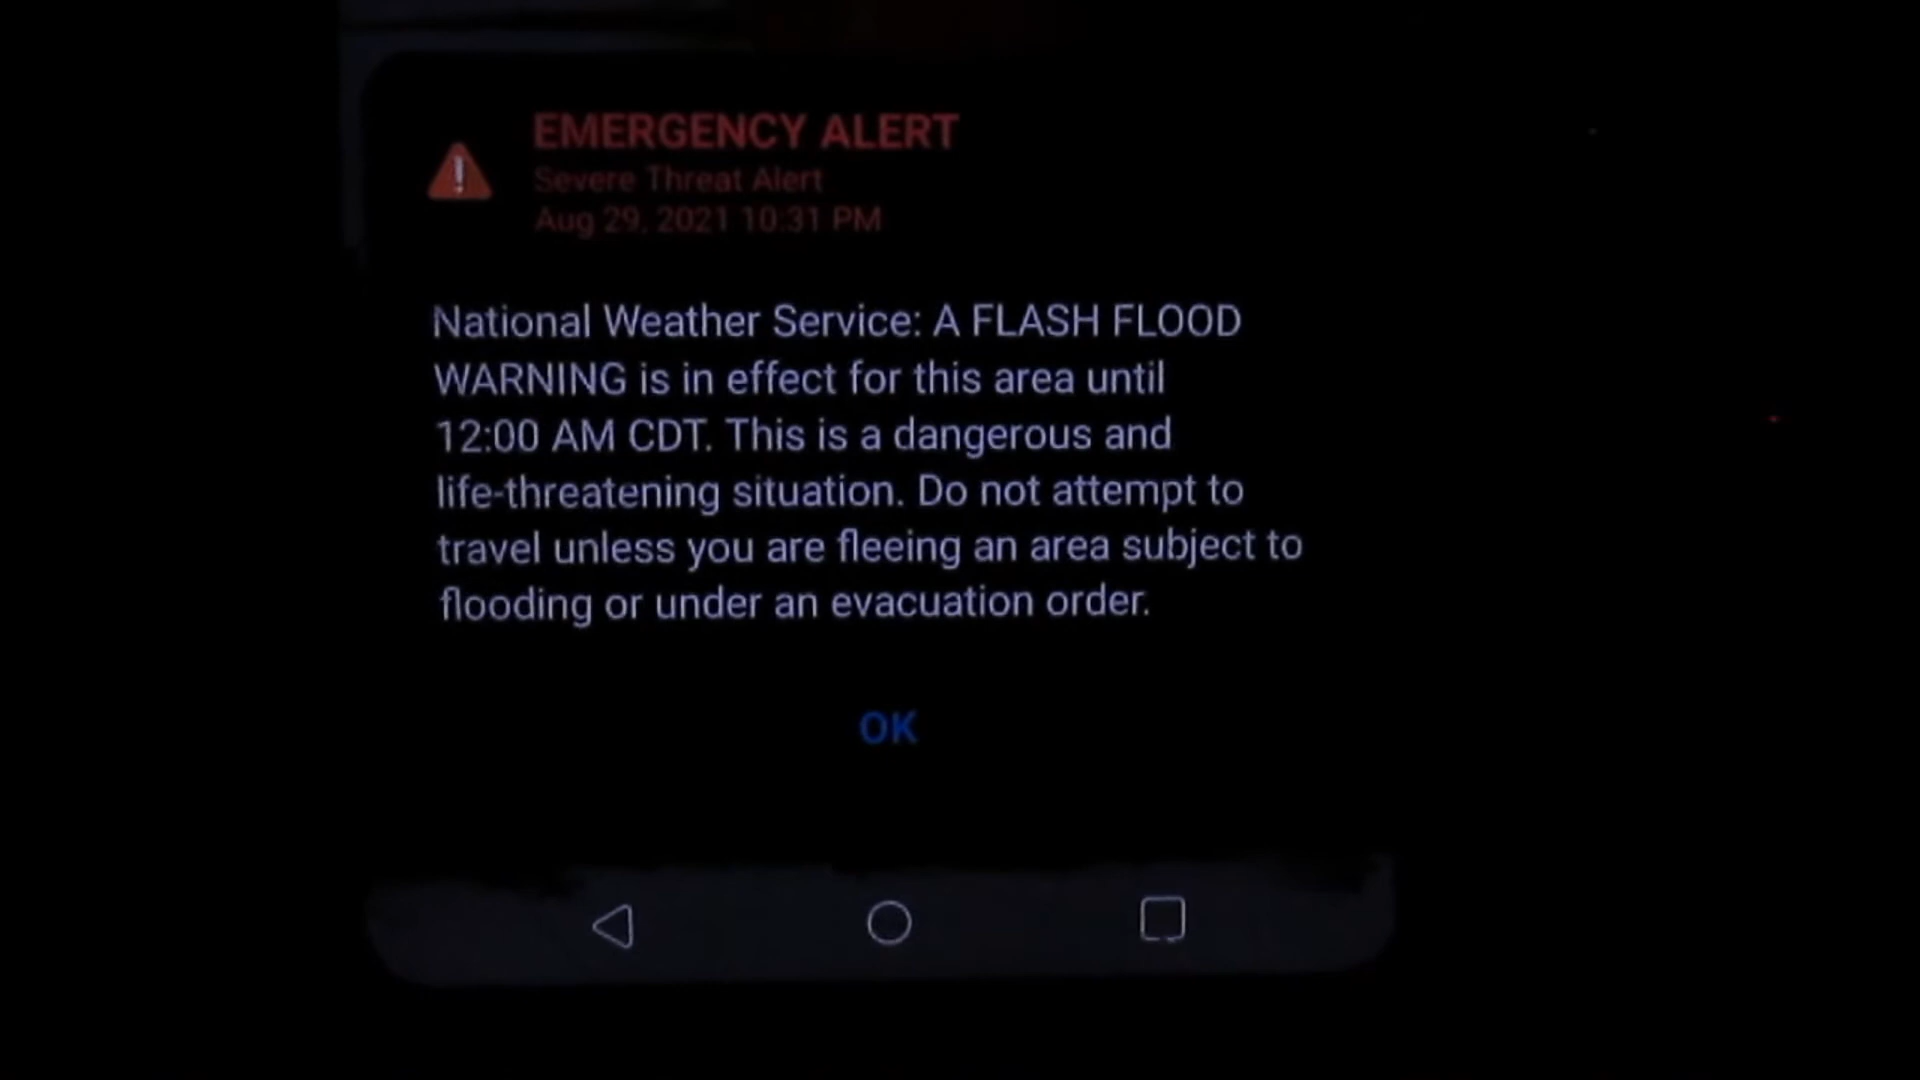 EMERGENCY ALERT
Severe Threat Alert
Aug 29, 2021 10:31 PM
National Weather Service: A FLASH FLOOD
WARNING is in effect for this area until
12:00 AM CDT. This is a dangerous and
life-threatening situation. Do not attempt to
travel unless you are fleeing an area subject to
flooding or under an evacuation order.
OK